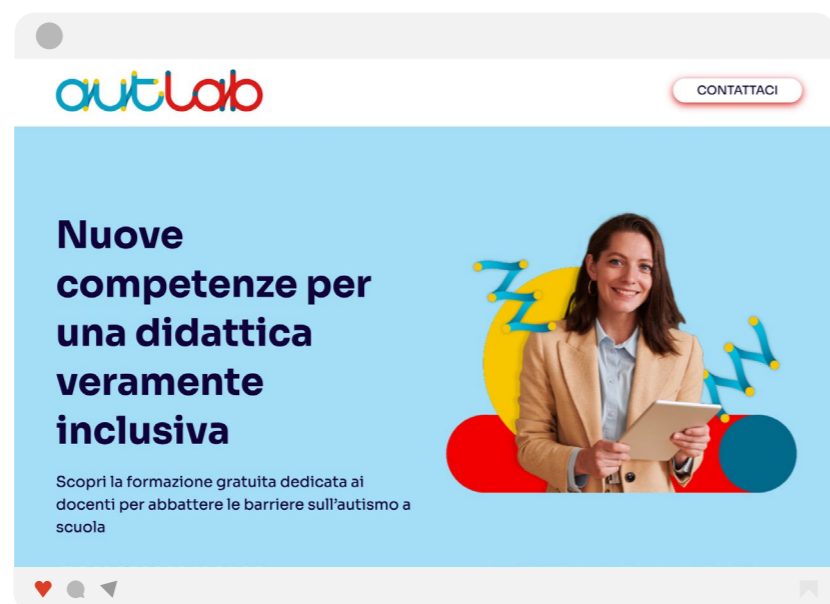 autlab
CONTATTACI
Nuove
competenze per
una didattica
veramente
inclusiva
Scopri la formazione gratuita dedicata ai
docenti per abbattere le barriere sull'autismo a
scuola